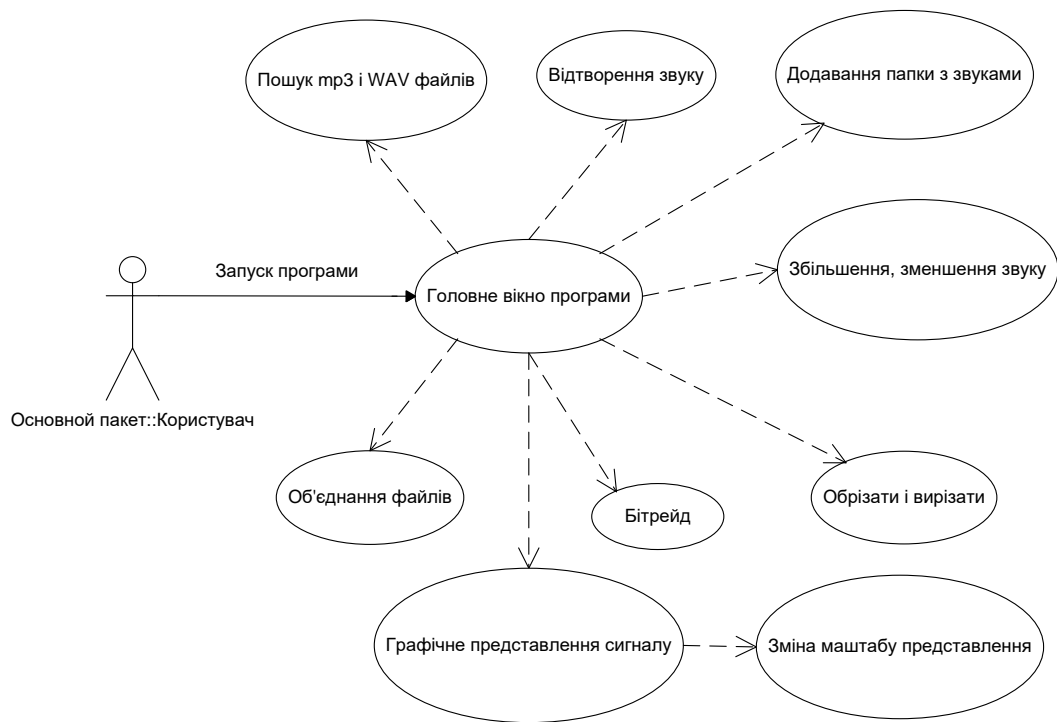 Пошук mp3 і WAV файлів
Відтворення звуку
Додавання папки з звуками
Збільшення, зменшення звуку
Запуск програми
Головне вікно програми
Основной пакет::Користувач
Об'єднання файлів
Бітрейд
Обрізати і вирізати
Графічне представлення сигналу
Зміна маштабу представлення